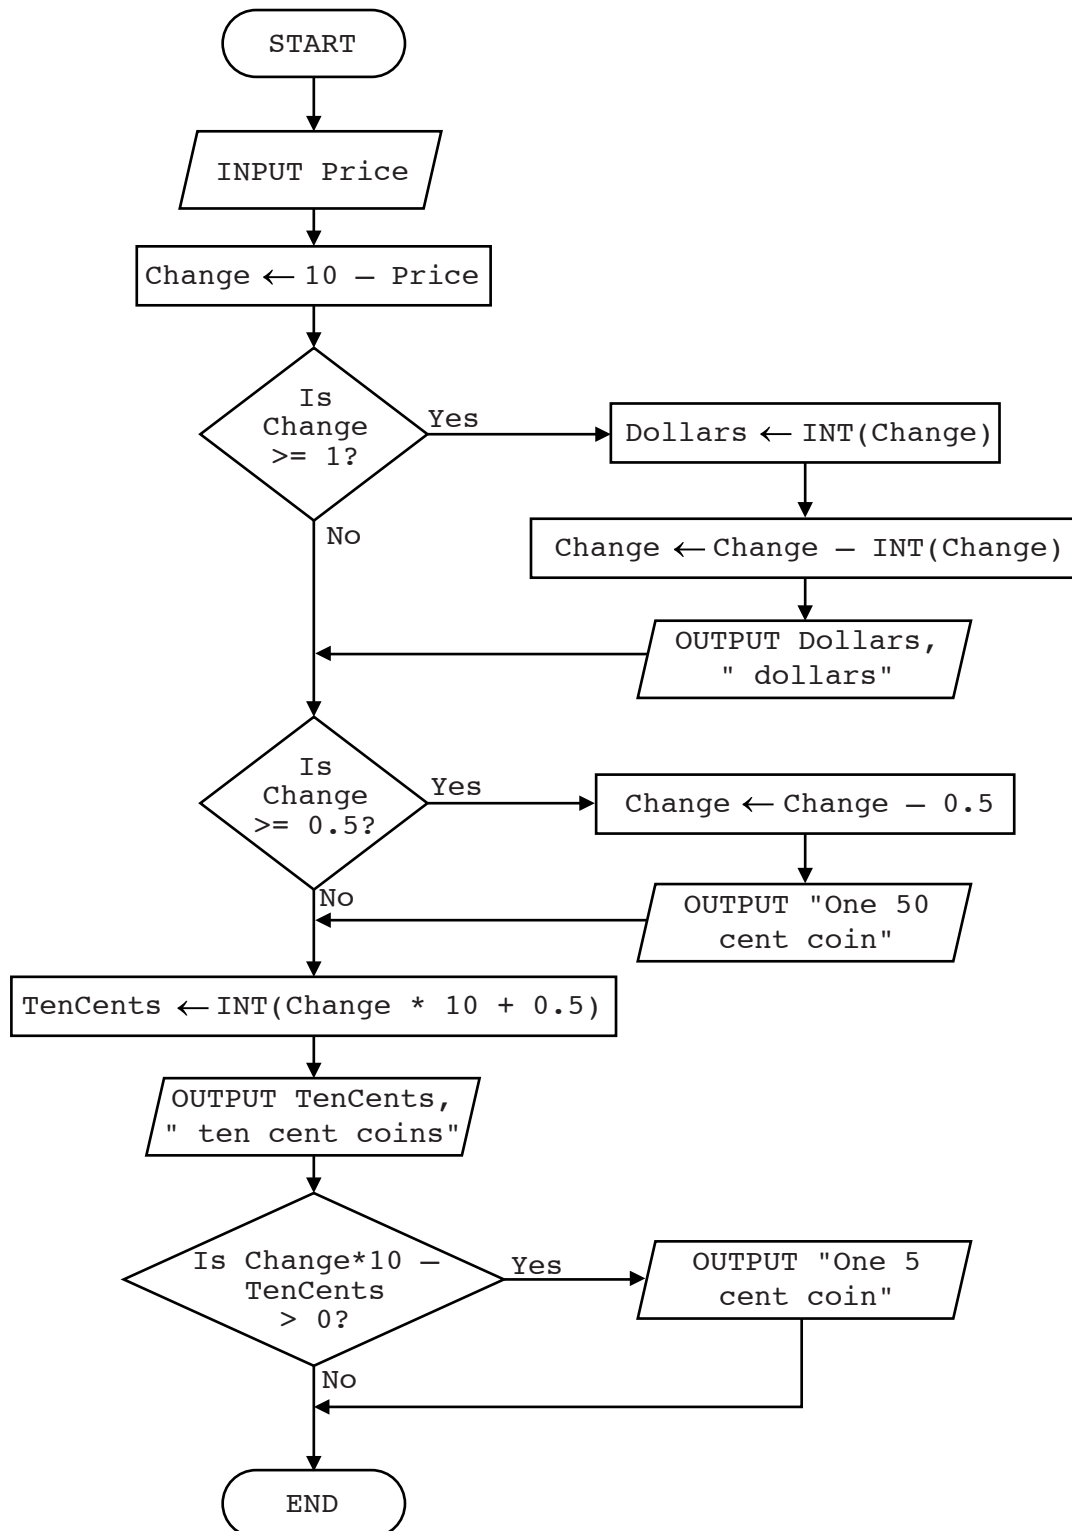 START
INPUT Price
Change ← 10 – Price
Is
Change
>= 1?
Yes
Dollars ← INT(Change)
No
Change ← Change – INT(Change)
OUTPUT Dollars,
" dollars"
Is
Change
>= 0.5?
Yes
Change ← Change – 0.5
No
OUTPUT "One 50
cent coin"
TenCents ← INT(Change * 10 + 0.5)
OUTPUT TenCents,
" ten cent coins"
Is Change*10 –
TenCents
> 0?
Yes
OUTPUT "One 5
cent coin"
No
END